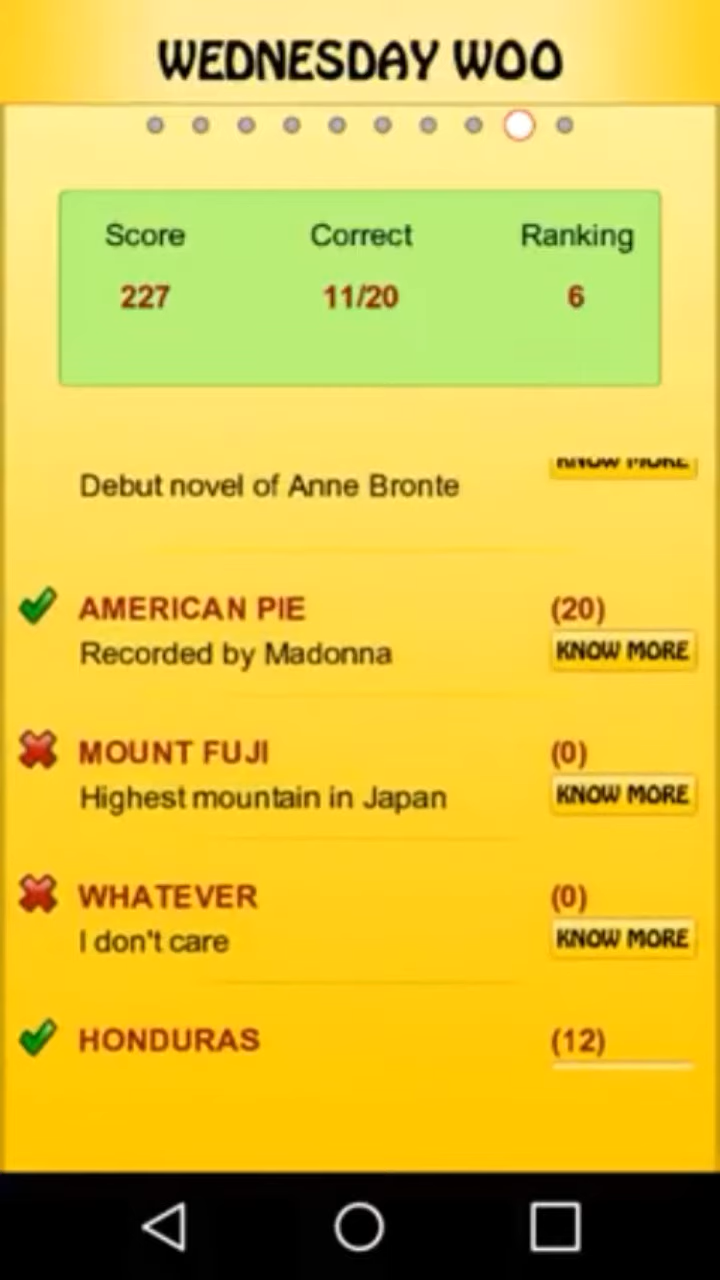 WEDNESDAY WOO
Score Correct Ranking
227 11/20 6
KNOW MORE
Debut novel of Anne Bronte
AMERICAN PIE (20)
Recorded by Madonna KNOW MORE
MOUNT FUJI (0)
Highest mountain in Japan KNOW MORE
WHATEVER (0)
I don't care KNOW MORE
HONDURAS (12)